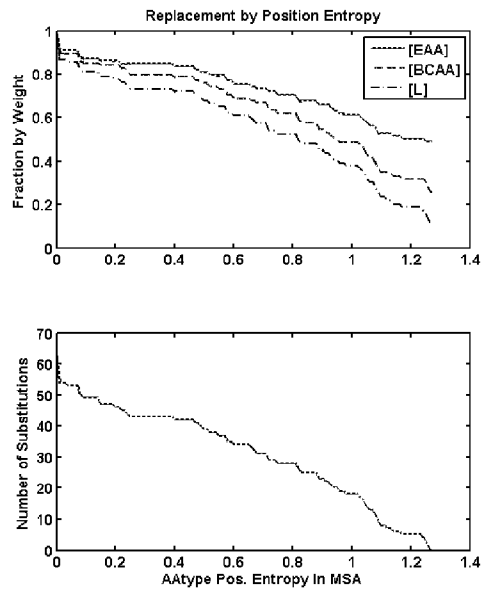 Replacement by Position Entropy
Fraction by Weight
1
0.8
0.6
0.4
0.2
0
[EAA]
[BCAA]
[L]
0 0.2 0.4 0.6 0.8 1 1.2 1.4
Number of Substitutions
70
60
50
40
30
20
10
0
0 0.2 0.4 0.6 0.8 1 1.2 1.4
AAtype Pos. Entropy In MSA